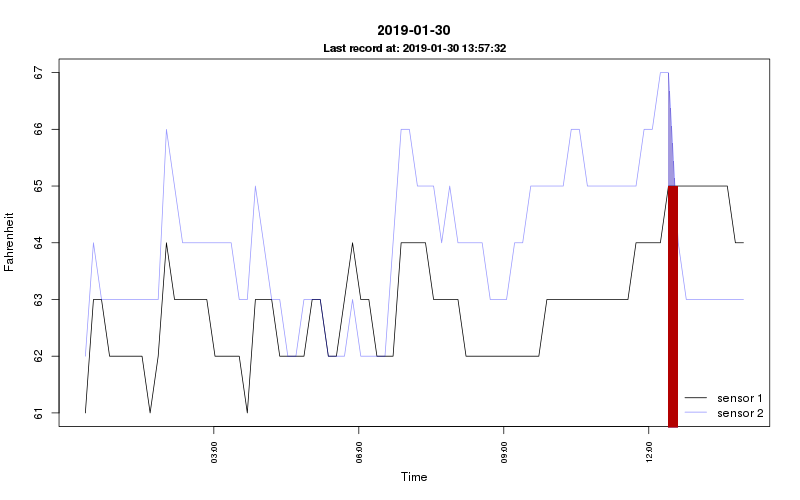 2019-01-30
Last record at: 2019-01-30 13:57:32
Fahrenheit
67
66
65
64
63
62
61
03:00
06:00
09:00
12:00
Time
sensor 1
sensor 2